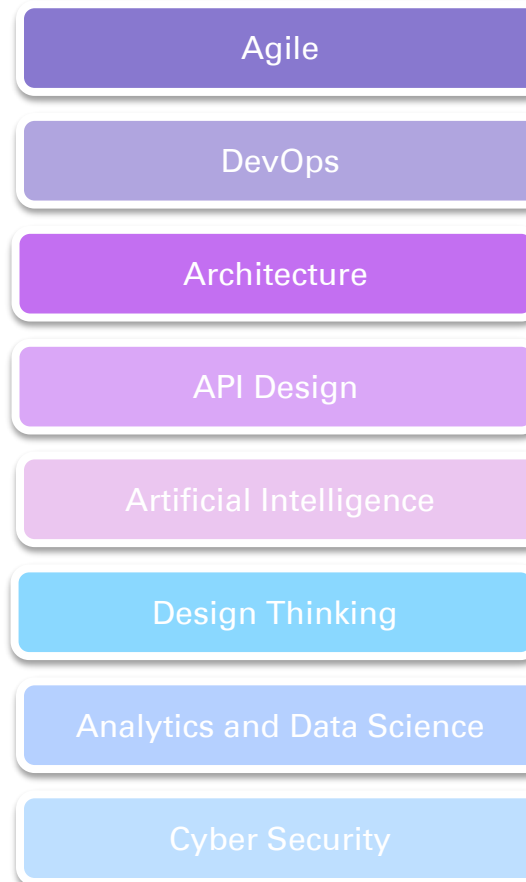 Agile
DevOps
Architecture
API Design
Artificial Intelligence
Design Thinking
Analytics and Data Science
Cyber Security